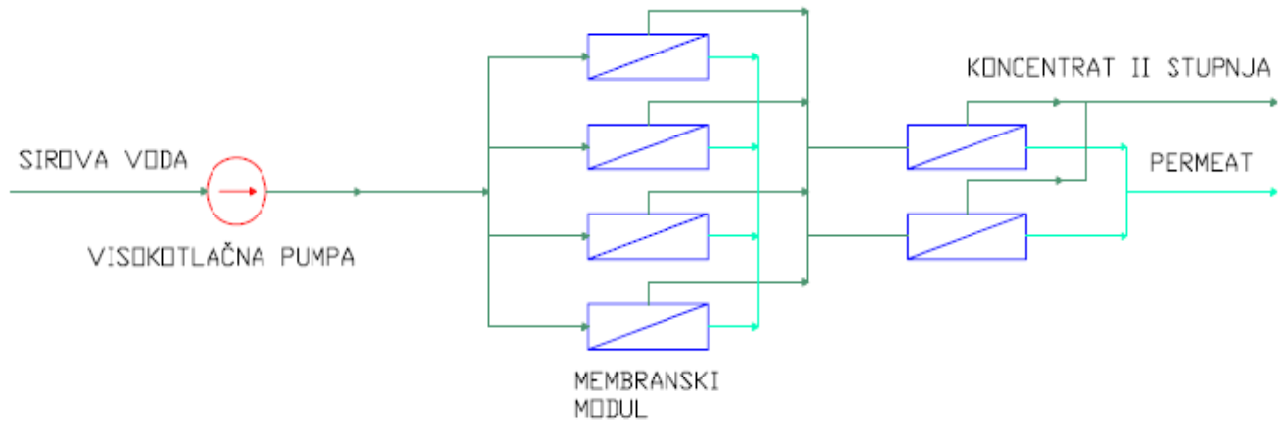 KONCENTRAT II STUPNJA
SIROVA VODA
PERMEAT
VISOKOTLAČNA PUMPA
MEMBRANSKI
MODUL